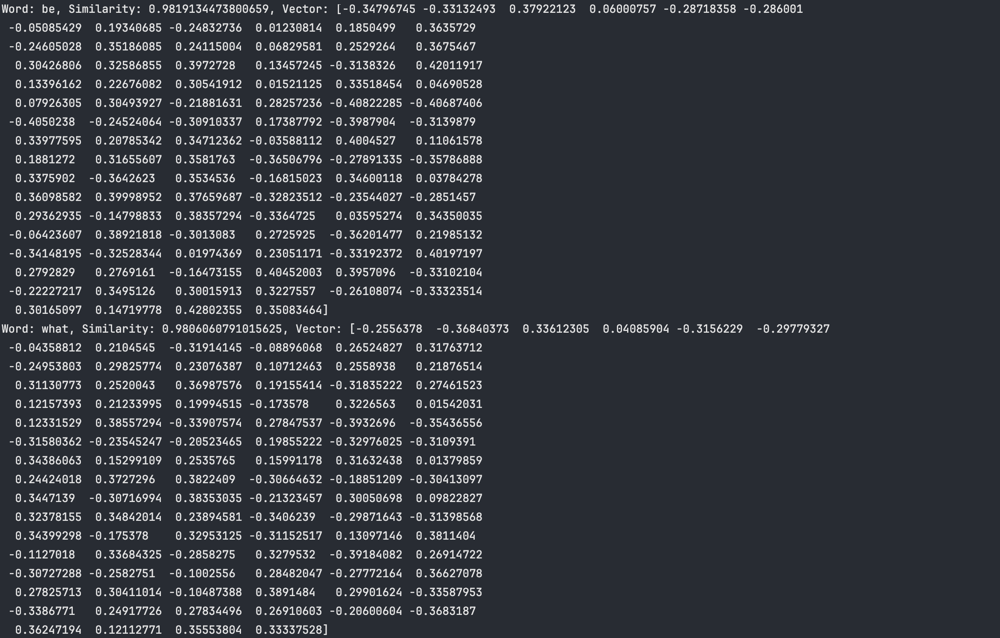 Word: be, Similarity: 0.9819134473800659, Vector: [-0.34796745 -0.33132493  0.37922123  0.06000757 -0.28718358 -0.286001
 -0.05085429  0.19340685 -0.24832736  0.01230814  0.1850499   0.3635729
 -0.24605028  0.35186085  0.24115004  0.06829581  0.2529264   0.3675467
  0.30426806  0.32586855  0.3972728   0.13457245 -0.3138326   0.42011917
  0.13396162  0.22676082  0.30541912  0.01521125  0.33518454  0.04690528
  0.07926305  0.30493927 -0.21881631  0.28257236 -0.40822285 -0.40687406
 -0.4050238  -0.24524064 -0.30910337  0.17387792 -0.3987904  -0.3139879
  0.33977595  0.20785342  0.34712362 -0.03588112  0.4004527   0.11061578
  0.1881272   0.31655607  0.3581763  -0.36506796 -0.27891335 -0.35786888
  0.3375902  -0.3642623   0.3534536  -0.16815023  0.34600118  0.03784278
  0.36098582  0.39998952  0.37659687 -0.32823512 -0.23544027 -0.2851457
  0.29362935 -0.14798833  0.38357294 -0.3364725   0.03595274  0.34350035
 -0.06423607  0.38921818 -0.3013083   0.2725925  -0.36201477  0.21985132
 -0.34148195 -0.32528344  0.01974369  0.23051171 -0.33192372  0.40197197
  0.2792829   0.2769161  -0.16473155  0.40452003  0.3957096  -0.33102104
 -0.22227217  0.3495126   0.30015913  0.3227557  -0.26108074 -0.33323514
  0.30165097  0.14719778  0.42802355  0.35083464]
Word: what, Similarity: 0.9806060791015625, Vector: [-0.2556378  -0.36840373  0.33612305  0.04085904 -0.3156229  -0.29779327
 -0.04358812  0.2104545  -0.31914145 -0.08896068  0.26524827  0.31763712
 -0.24953803  0.29825774  0.23076387  0.10712463  0.2558938   0.21876514
  0.31130773  0.2520043   0.36987576  0.19155414 -0.31835222  0.27461523
  0.12157393  0.21233995  0.19994515 -0.173578    0.3226563   0.01542031
  0.12331529  0.38557294 -0.33907574  0.27847537 -0.3932696  -0.35436556
 -0.31580362 -0.23545247 -0.20523465  0.19855222 -0.32976025 -0.3109391
  0.34386063  0.15299109  0.2535765   0.15991178  0.31632438  0.01379859
  0.24424018  0.3727296   0.3822409  -0.30664632 -0.18851209 -0.30413097
  0.3447139  -0.30716994  0.38353035 -0.21323457  0.30050698  0.09822827
  0.32378155  0.34842014  0.23894581 -0.3406239  -0.29871643 -0.31398568
  0.34399298 -0.175378    0.32953125 -0.31152517  0.13097146  0.3811404
 -0.1127018   0.33684325 -0.2858275   0.3279532  -0.39184082  0.26914722
 -0.30727288 -0.2582751  -0.1002556   0.28482047 -0.27772164  0.36627078
  0.27825713  0.30411014 -0.10487388  0.3891484   0.29901624 -0.33587953
 -0.3386771   0.24917726  0.27834496  0.26910603 -0.20600604 -0.3683187
  0.36247194  0.12112771  0.35553804  0.33337528]